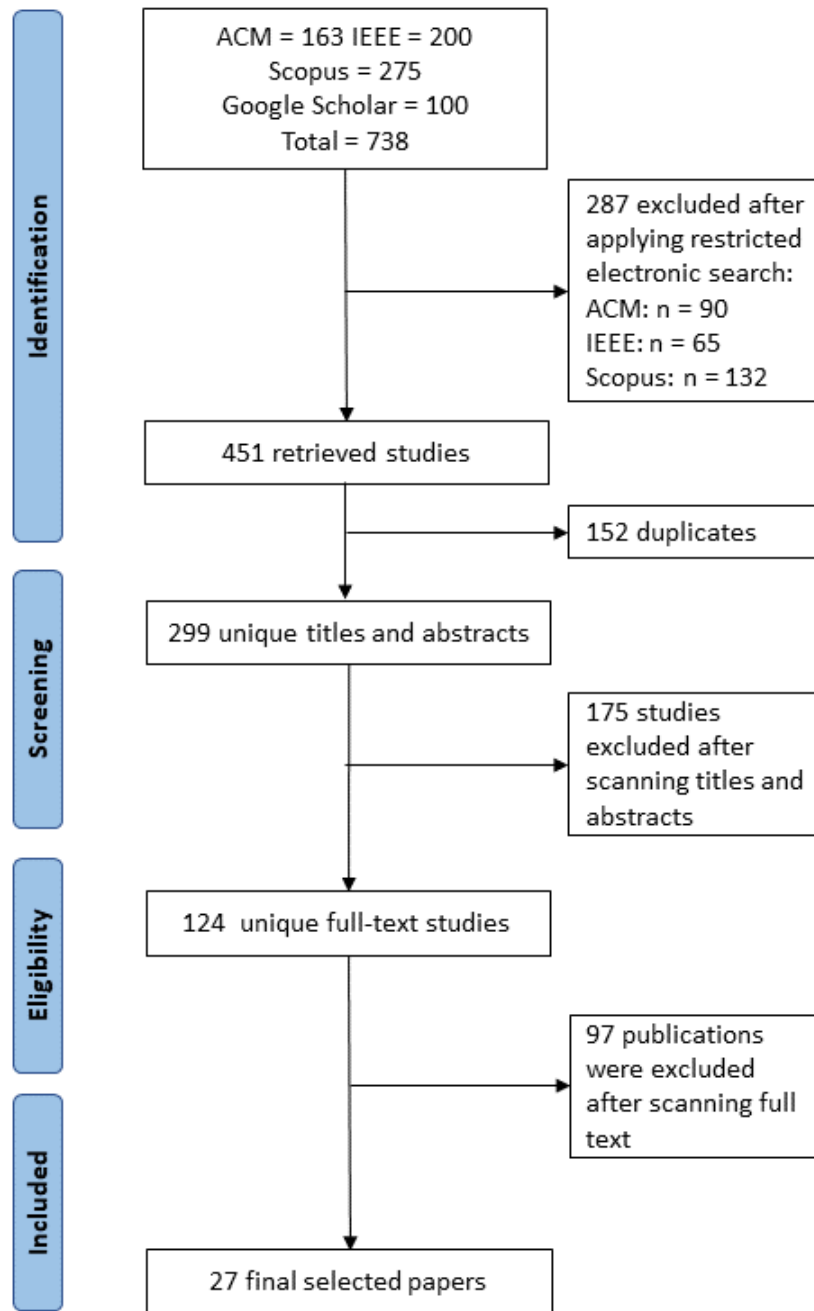 ACM = 163 IEEE = 200
Scopus = 275
Google Scholar = 100
Total = 738
Identification
287 excluded after
applying restricted
electronic search:
ACM: n = 90
IEEE: n = 65
Scopus: n = 132
451 retrieved studies
152 duplicates
Screening
299 unique titles and abstracts
175 studies
excluded after
scanning titles and
abstracts
Eligibility
124 unique full-text studies
97 publications
were excluded
after scanning full
text
Included
27 final selected papers